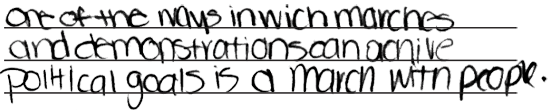 one of the ways in wich marches
and demonstrations can achive
political goals is a march with people.